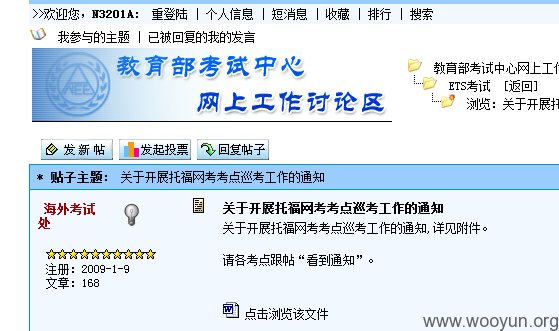 >>欢迎您，N3201A: 重登陆 | 个人信息 | 短消息 | 收藏 | 排行 | 搜索
我参与的主题 | 已被回复的我的发言
教育部考试中心
网上工作讨论区
教育部考试中心网上工
ETS考试 [返回]
浏览：关于开展托
发新帖 发起投票 回复帖子
* 贴子主题: 关于开展托福网考考点巡考工作的通知
海外考试处
关于开展托福网考考点巡考工作的通知
关于开展托福网考考点巡考工作的通知,详见附件。
请各考点跟帖“看到通知”。
注册：2009-1-9
文章：168
点击浏览该文件
www.wooyun.org